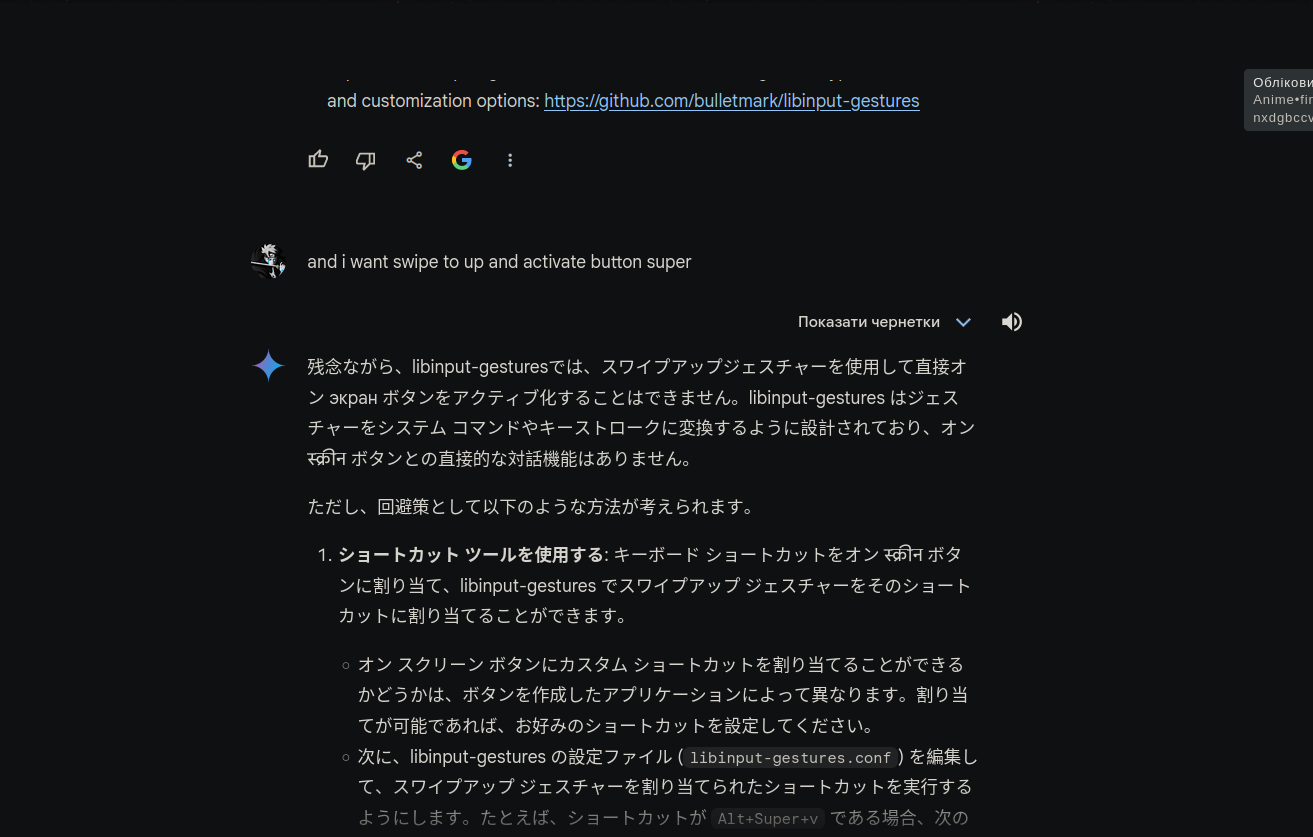 and customization options: https://github.com/bulletmark/libinput-gestures
Облікови
Anime•fir
nxdgbccv
and i want swipe to up and activate button super
Показати чернетки
残念ながら、libinput-gesturesでは、スワイプアップジェスチャーを使用して直接オ
ン экран ボタンをアクティブ化することはできません。libinput-gestures はジェス
チャーをシステム コマンドやキーストロークに変換するように設計されており、オン
स्क्रीन ボタンとの直接的な対話機能はありません。
ただし、回避策として以下のような方法が考えられます。
1. ショートカット ツールを使用する: キーボード ショートカットをオン स्क्रीन ボタ
ンに割り当て、libinput-gestures でスワイプアップ ジェスチャーをそのショート
カットに割り当てることができます。
○ オン スクリーン ボタンにカスタム ショートカットを割り当てることができる
かどうかは、ボタンを作成したアプリケーションによって異なります。割り当
てが可能であれば、お好みのショートカットを設定してください。
○ 次に、libinput-gestures の設定ファイル (libinput-gestures.conf) を編集し
て、スワイプアップ ジェスチャーを割り当てられたショートカットを実行する
ようにします。たとえば、ショートカットが Alt+Super+v である場合、次の